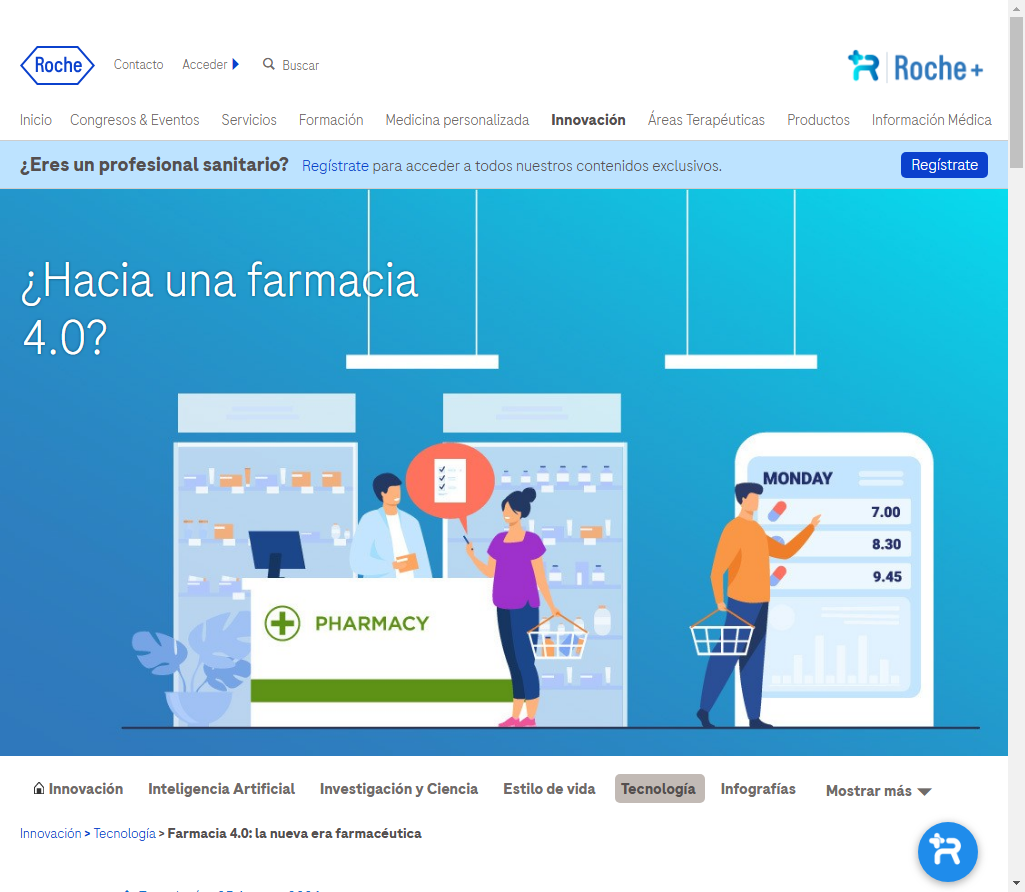 Roche
Contacto
Acceder
Buscar
Roche+
Inicio
Congresos & Eventos
Servicios
Formación
Medicina personalizada
Innovación
Áreas Terapéuticas
Productos
Información Médica
¿Eres un profesional sanitario?
Regístrate para acceder a todos nuestros contenidos exclusivos.
Regístrate
¿Hacia una farmacia
4.0?
MONDAY
7.00
8.30
9.45
PHARMACY
Innovación
Inteligencia Artificial
Investigación y Ciencia
Estilo de vida
Tecnología
Infografías
Mostrar más
Innovación > Tecnología > Farmacia 4.0: la nueva era farmacéutica